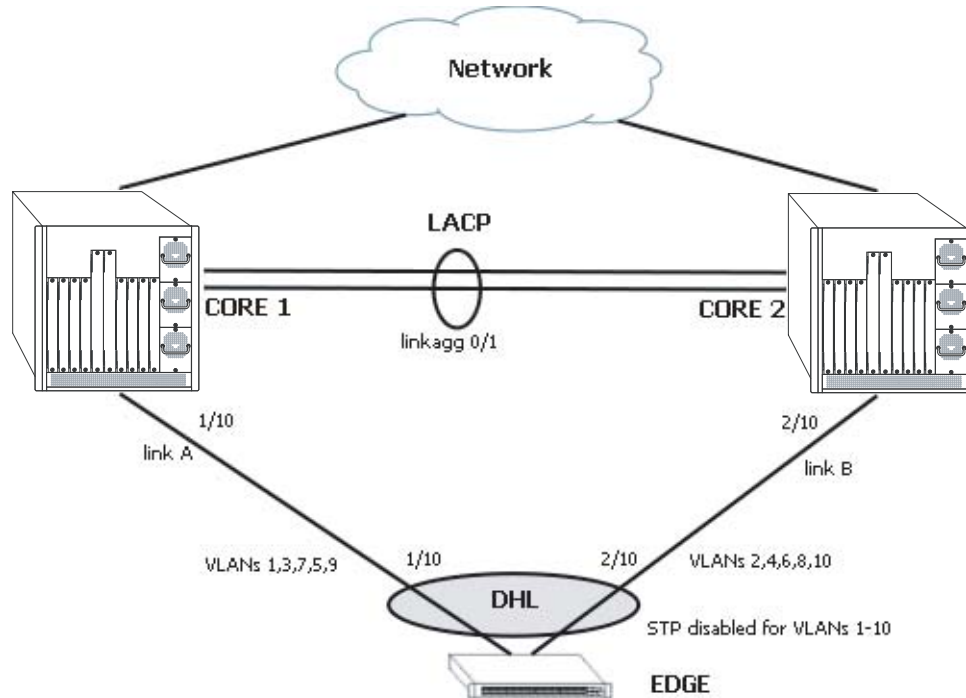 Network
LACP
CORE 1
CORE 2
linkagg 0/1
1/10
2/10
link A
link B
VLANs 1,3,7,5,9
1/10
2/10
VLANs 2,4,6,8,10
DHL
STP disabled for VLANs 1-10
EDGE